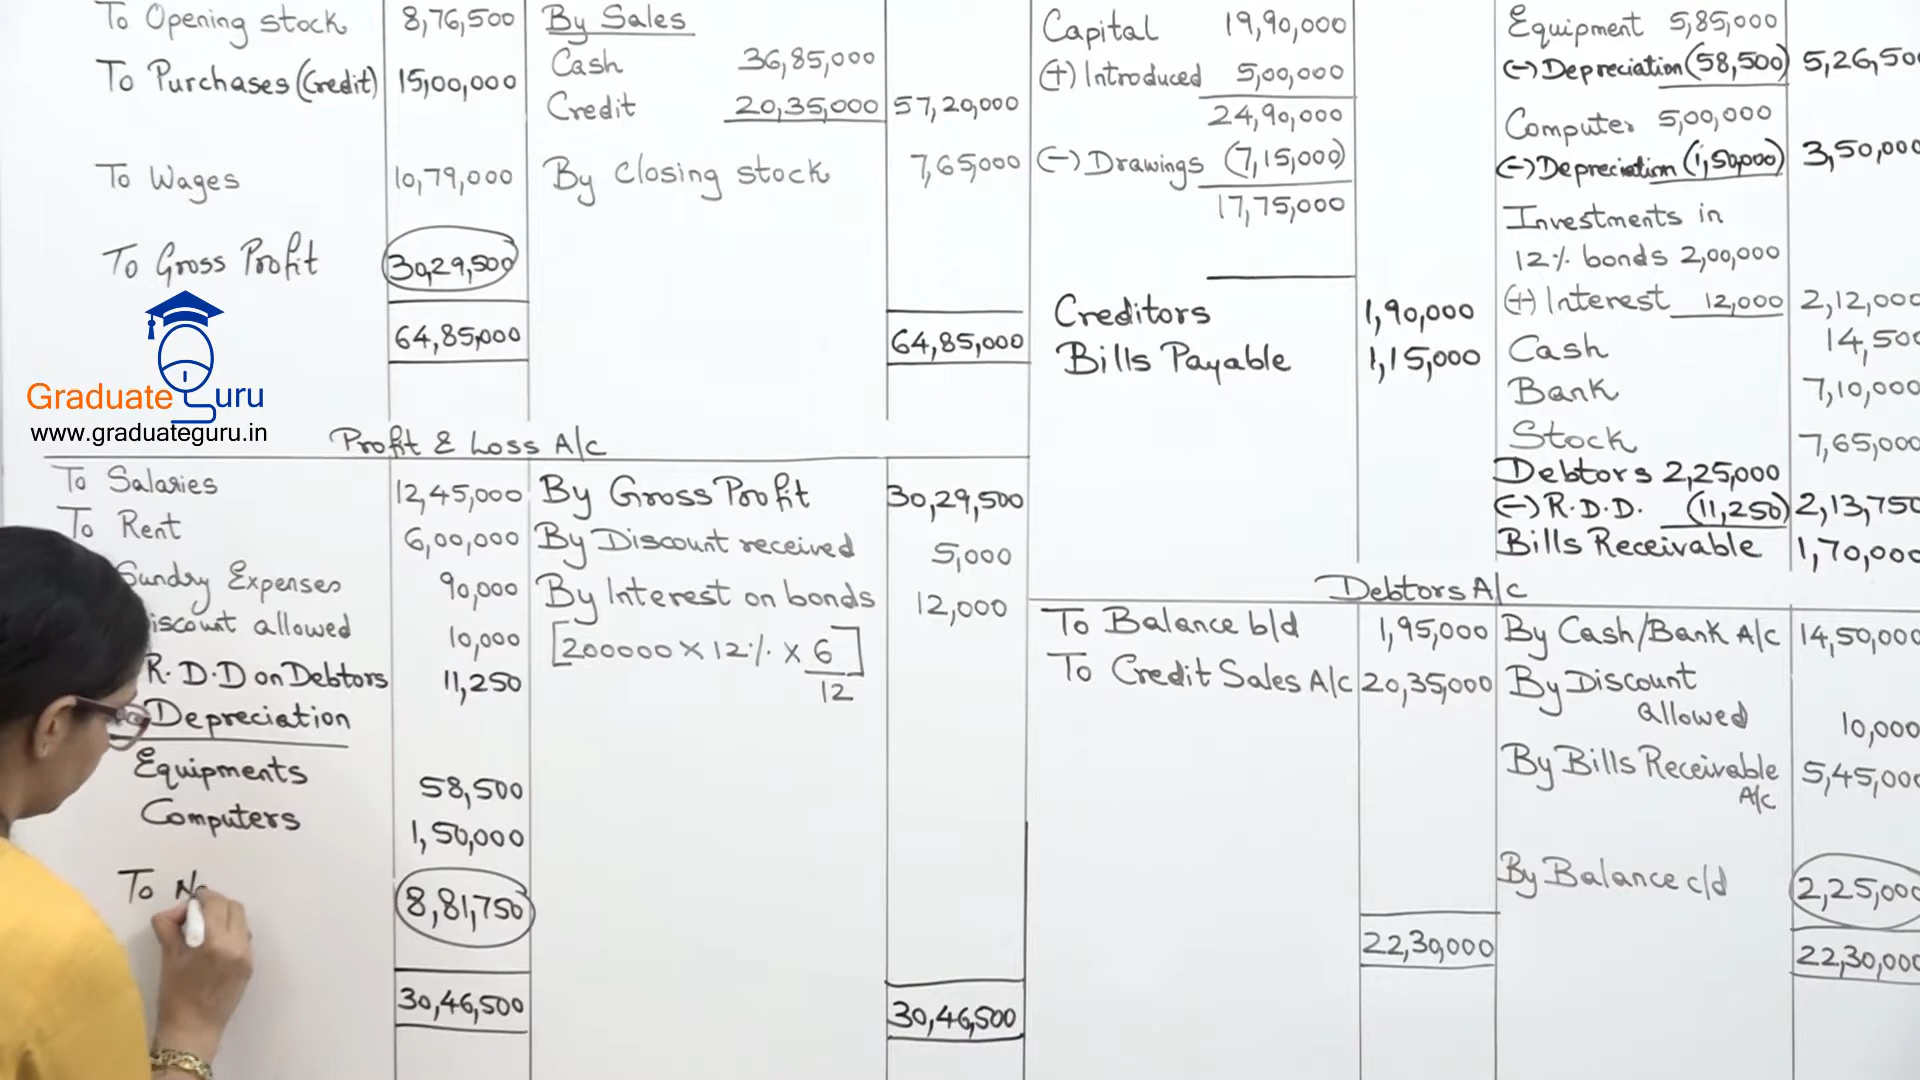 To Opening stock 8,76,500 By Sales
Cash 36,85,000
To Purchases (Credit) 15,00,000
Credit 20,35,000 57,20,000
To Wages 10,79,000 By Closing stock 7,65,000
To Gross Profit 30,29,500
64,85,000 64,85,000
Graduate Guru
www.graduateguru.in
Profit & Loss A/c
To Salaries 12,45,000 By Gross Profit 30,29,500
To Rent 6,00,000 By Discount received 5,000
Sundry Expenses 90,000 By Interest on bonds 12,000
iscount allowed 10,000 [200000 × 12% × 6
12]
R.D.D on Debtors 11,250
Depreciation
Equipments 58,500
Computers 1,50,000
To N 8,81,750
30,46,500 30,46,500
Capital 19,90,000
(+) Introduced 5,00,000
24,90,000
(-) Drawings (7,15,000)
17,75,000
Creditors 1,90,000
Bills Payable 1,15,000
Equipment 5,85,000
(-) Depreciation (58,500) 5,26,50
Computer 5,00,000
(-) Depreciation (1,50,000) 3,50,000
Investments in
12% bonds 2,00,000
(+) Interest 12,000 2,12,000
Cash 14,500
Bank 7,10,000
Stock 7,65,000
Debtors 2,25,000
(-) R.D.D. (11,250) 2,13,750
Bills Receivable 1,70,000
Debtors A/c
To Balance b/d 1,95,000 By Cash/Bank A/c 14,50,000
To Credit Sales A/c 20,35,000 By Discount
allowed 10,000
By Bills Receivable 5,45,000
A/c
By Balance c/d 2,25,000
22,30,000 22,30,000